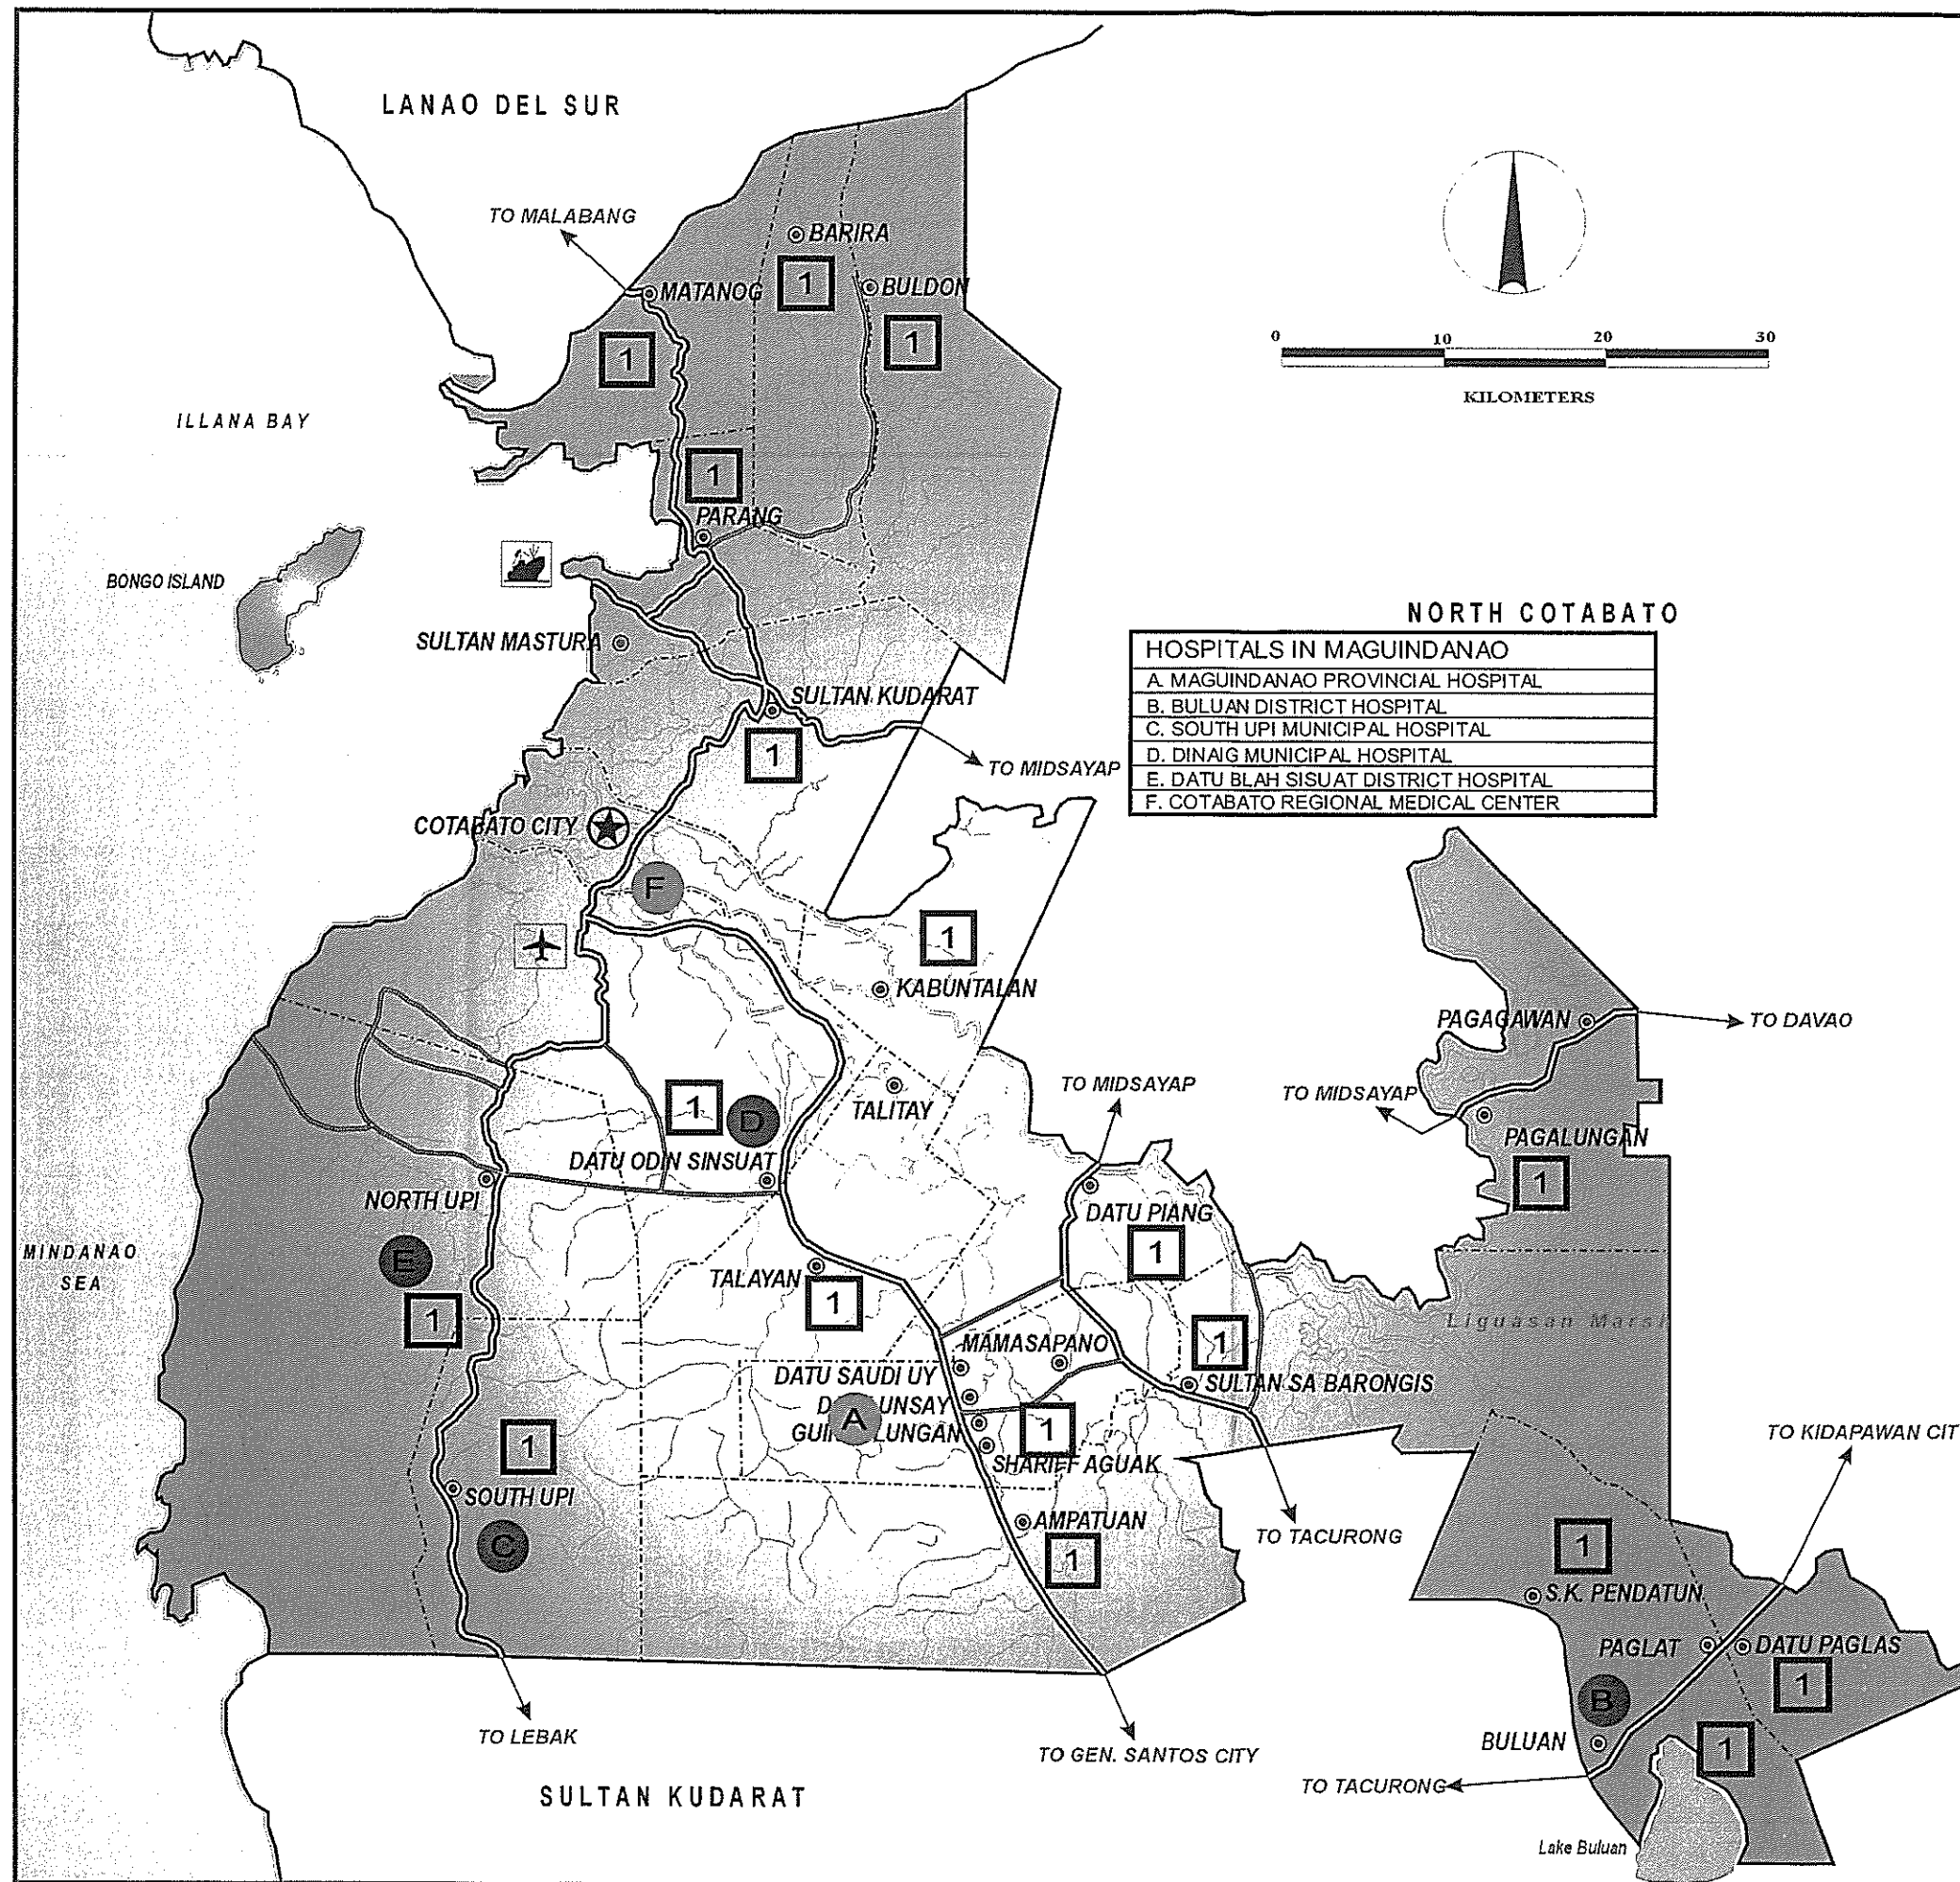 LANAO DEL SUR
TO MALABANG
BARIRA
1
MATANOG
BULDON
1
1
0 10 20 30
KILOMETERS
ILLANA BAY
1
PARANG
BONGO ISLAND
NORTH COTABATO
SULTAN MASTURA
HOSPITALS IN MAGUINDANAO
A. MAGUINDANAO PROVINCIAL HOSPITAL
B. BULUAN DISTRICT HOSPITAL
C. SOUTH UPI MUNICIPAL HOSPITAL
D. DINAIG MUNICIPAL HOSPITAL
E. DATU BLAH SISUAT DISTRICT HOSPITAL
F. COTABATO REGIONAL MEDICAL CENTER
SULTAN KUDARAT
1
TO MIDSAYAP
COTABATO CITY
F
1
KABUNTALAN
PAGAGAWAN
TO DAVAO
TALITAY
TO MIDSAYAP
TO MIDSAYAP
1
D
PAGALUNGAN
1
DATU ODIN SINSUAT
NORTH UPI
DATU PIANG
1
MINDANAO
SEA
E
1
TALAYAN
1
Liguasan Mars
MAMASAPANO
1
DATU SAUDI UY
SULTAN SA BARONGIS
UNSAY
A
LUNGAN
1
SHARIFF AGUAK
TO KIDAPAWAN CIT
1
SOUTH UPI
AMPATUAN
1
TO TACURONG
C
1
S.K. PENDATUN
PAGLAT
DATU PAGLAS
1
B
TO LEBAK
BULUAN
1
TO GEN. SANTOS CITY
TO TACURONG
SULTAN KUDARAT
Lake Buluan